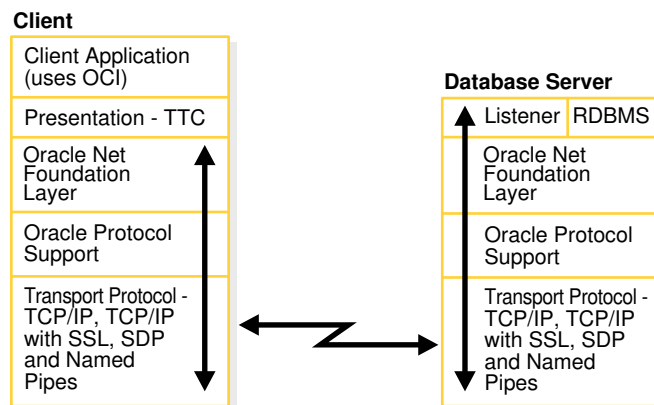 Client
Client Application
(uses OCI)
Presentation - TTC
Oracle Net
Foundation
Layer
Oracle Protocol
Support
Transport Protocol -
TCP/IP, TCP/IP
with SSL, SDP
and Named
Pipes
Database Server
Listener
RDBMS
Oracle Net
Foundation
Layer
Oracle Protocol
Support
Transport Protocol -
TCP/IP, TCP/IP
with SSL, SDP
and Named
Pipes